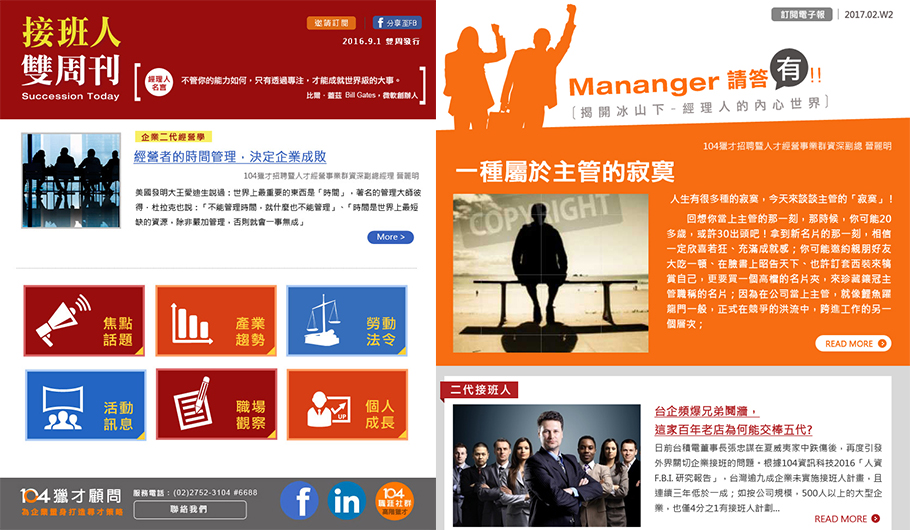 接班人
雙周刊
Succession Today
邀請訂閱
分享至FB
2016.9.1 雙周發行
經理人
名言
不管你的能力如何，只有透過專注，才能成就世界級的大事。
比爾．蓋茲 Bill Gates，微軟創辦人
企業二代經營學
經營者的時間管理，決定企業成敗
104獵才招聘暨人才經營事業群資深副總經理 晉麗明
美國發明大王愛迪生說過：世界上最重要的東西是「時間」，著名的管理大師彼
得．杜拉克也說：「不能管理時間，就什麼也不能管理」、「時間是世界上最短
缺的資源，除非嚴加管理，否則就會一事無成」
More >
焦點
話題
產業
趨勢
勞動
法令
活動
訊息
職場
觀察
UP
個人
成長
104獵才顧問
為企業量身打造尋才策略
服務電話：(02)2752-3104 #6688
聯絡我們
104
職涯社群
高階獵才
訂閱電子報
2017.02.W2
Mananger 請答有!!
〔揭開冰山下-經理人的內心世界〕
104獵才招聘暨人才經營事業群資深副總 晉麗明
一種屬於主管的寂寞
COPYRIGHT
人生有很多種的寂寞，今天來談談主管的「寂寞」!
回想你當上主管的那一刻，那時候，你可能20
多歲，或許30出頭吧！拿到新名片的那一刻，相信
一定欣喜若狂、充滿成就感；你可能邀約親朋好友
大吃一頓、在臉書上昭告天下、也許訂套西裝來犒
賞自己，更要買一個高檔的名片夾，來珍藏鑲冠主
管職稱的名片；因為在公司當上主管，就像鯉魚躍
龍門一般，正式在競爭的洪流中，跨進工作的另一
個層次；
READ MORE
二代接班人
台企頻爆兄弟鬩牆，
這家百年老店為何能交棒五代?
日前台積電董事長張忠謀在夏威夷家中跌傷後，再度引發
外界關切企業接班的問題。根據104資訊科技2016「人資
F.B.I. 研究報告」，台灣逾九成企業未實施接班人計畫，且
連續三年低於一成；如按公司規模，500人以上的大型企
業，也僅4分之1有接班人計劃...
READ MORE